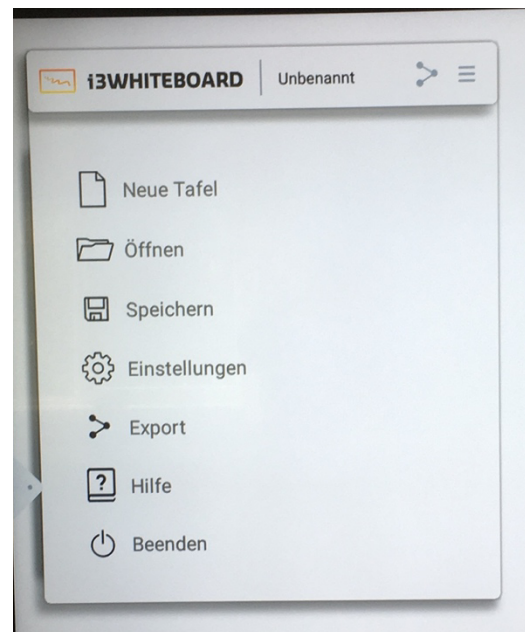 i3WHITEBOARD Unbenannt
Neue Tafel
Öffnen
Speichern
Einstellungen
Export
Hilfe
Beenden